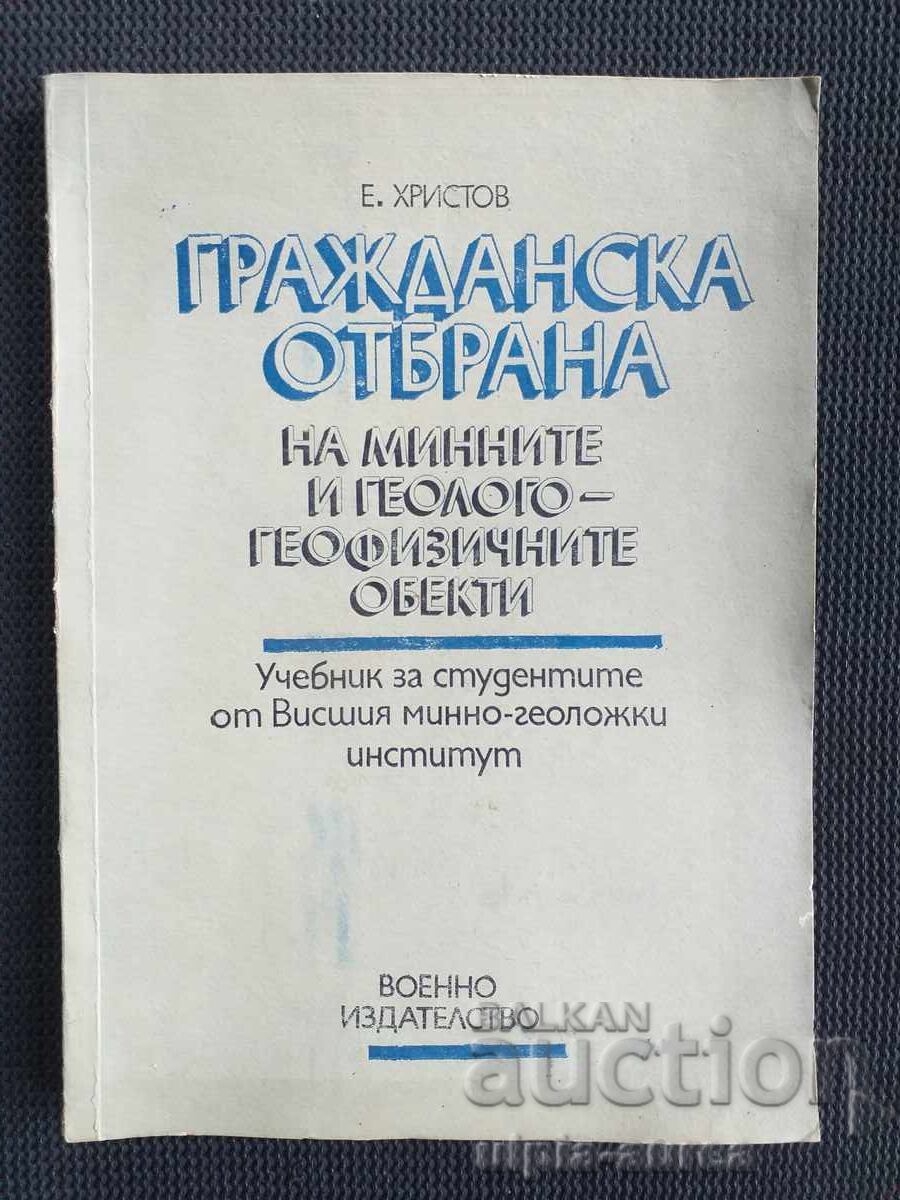 Е. ХРИСТОВ
ГРАЖДАНСКА
ОТБРАНА
НА МИННИТЕ
И ГЕОЛОГО-
ГЕОФИЗИЧНИТЕ
ОБЕКТИ
Учебник за студентите
от Висшия минно-геоложки
институт
ВОЕННО
ИЗДАТЕЛСТВО
BALKAN
auction